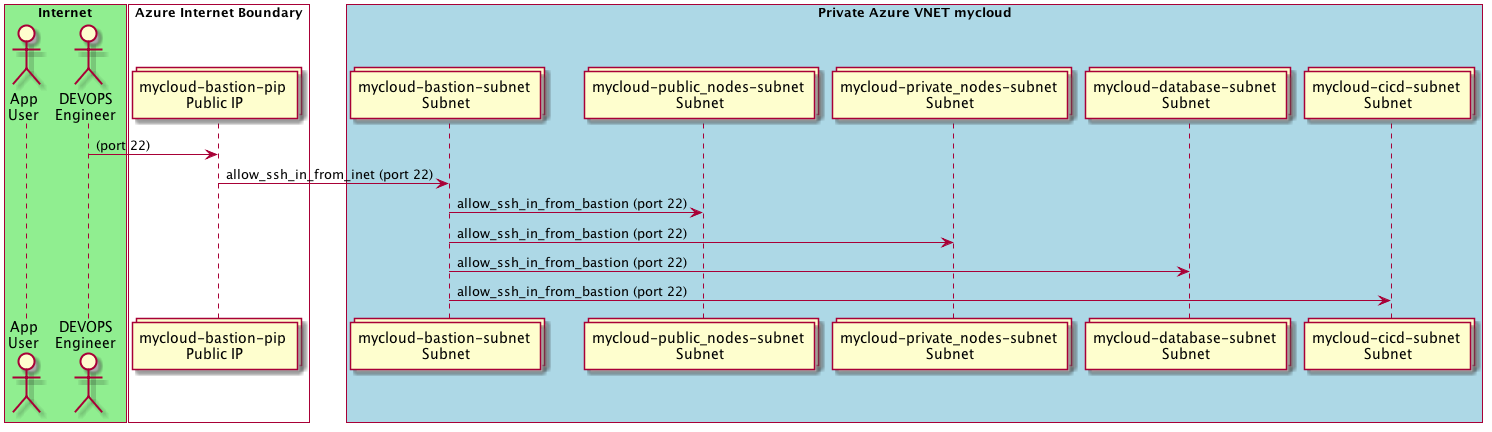 Internet
Azure Internet Boundary
Private Azure VNET mycloud
App
User
DEVOPS
Engineer
mycloud-bastion-pip
Public IP
mycloud-bastion-subnet
Subnet
mycloud-public_nodes-subnet
Subnet
mycloud-private_nodes-subnet
Subnet
mycloud-database-subnet
Subnet
mycloud-cicd-subnet
Subnet
(port 22)
allow_ssh_in_from_inet (port 22)
allow_ssh_in_from_bastion (port 22)
allow_ssh_in_from_bastion (port 22)
allow_ssh_in_from_bastion (port 22)
allow_ssh_in_from_bastion (port 22)
App
User
DEVOPS
Engineer
mycloud-bastion-pip
Public IP
mycloud-bastion-subnet
Subnet
mycloud-public_nodes-subnet
Subnet
mycloud-private_nodes-subnet
Subnet
mycloud-database-subnet
Subnet
mycloud-cicd-subnet
Subnet